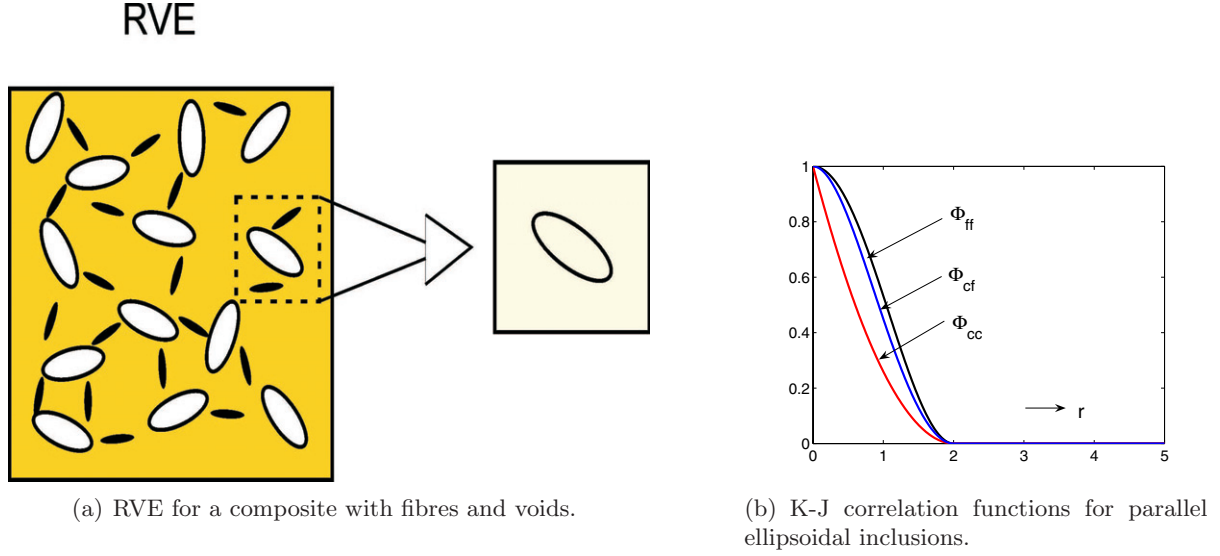 RVE
(a) RVE for a composite with fibres and voids.
1
0.8
0.6
0.4
0.2
0
0 1 2 3 4 5
Φff
Φcf
Φcc
r
(b) K-J correlation functions for parallel
ellipsoidal inclusions.